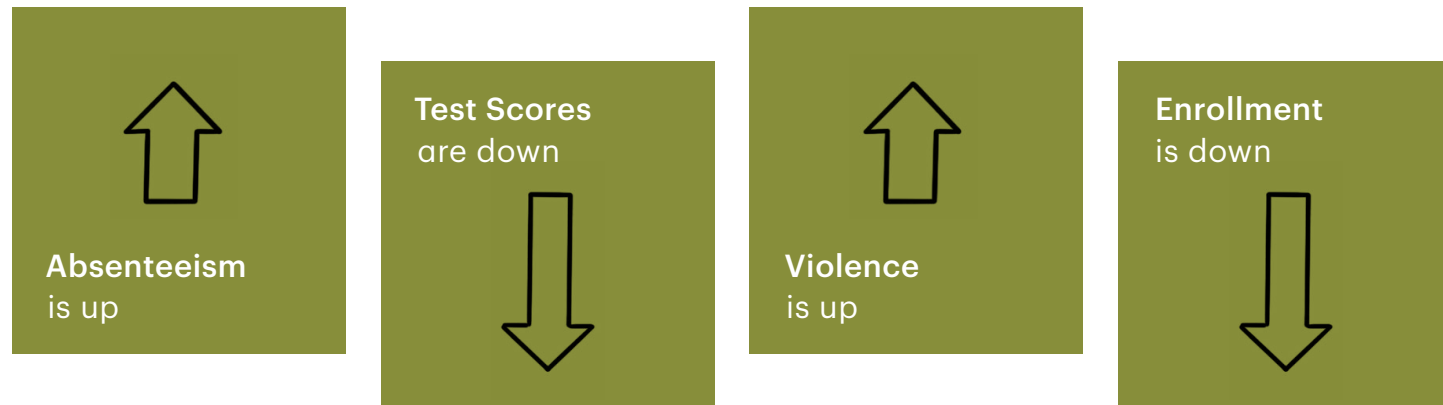 Absenteeism
is up
Test Scores
are down
Violence
is up
Enrollment
is down